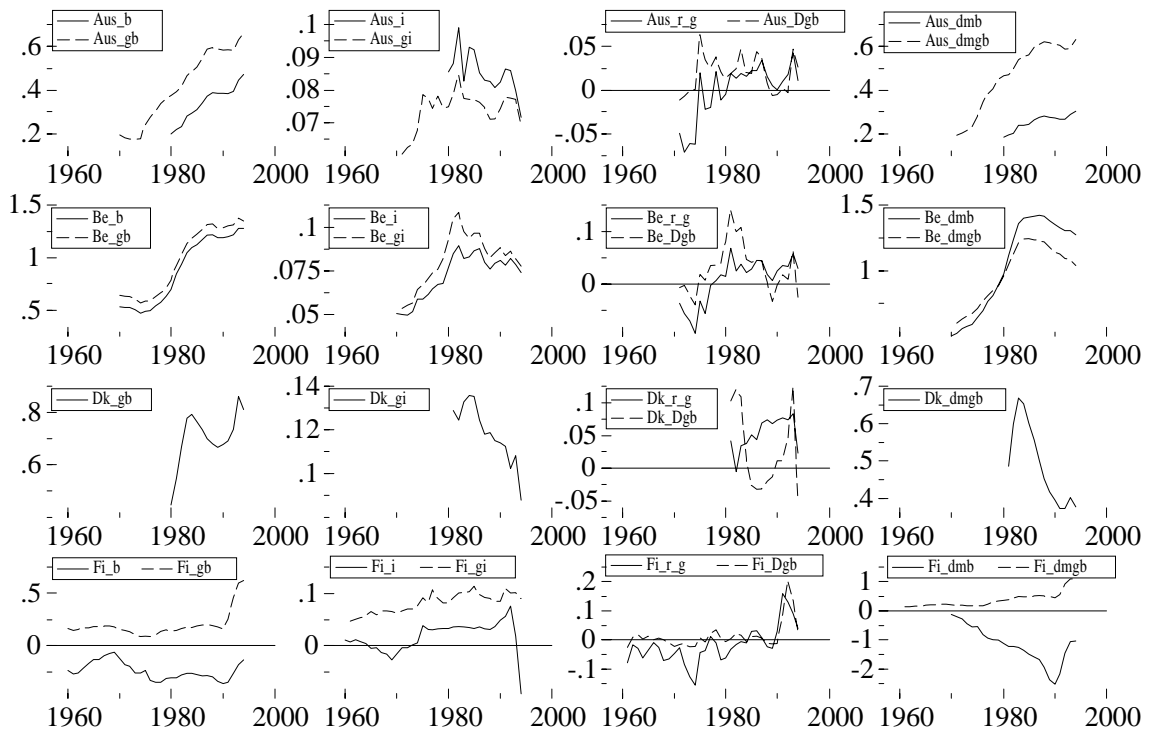 Aus_b
Aus_gb
.6
.4
.2
1960 1980 2000
Aus_i
Aus_gi
.1
.09
.08
.07
1960 1980 2000
Aus_r_g Aus_Dgb
.05
0
-.05
1960 1980 2000
Aus_dmb
Aus_dmgb
.6
.4
.2
1960 1980 2000
Be_b
Be_gb
1.5
1
.5
1960 1980 2000
Be_i
Be_gi
.1
.075
.05
1960 1980 2000
Be_r_g
Be_Dgb
.1
0
1960 1980 2000
Be_dmb
Be_dmgb
1.5
1
1960 1980 2000
Dk_gb
.8
.6
1960 1980 2000
Dk_gi
.14
.12
.1
1960 1980 2000
Dk_r_g
Dk_Dgb
.1
.05
0
-.05
1960 1980 2000
Dk_dmgb
.7
.6
.5
.4
1960 1980 2000
Fi_b Fi_gb
.5
0
1960 1980 2000
Fi_i Fi_gi
.1
.05
0
-.05
1960 1980 2000
Fi_r_g Fi_Dgb
.2
.1
0
-.1
1960 1980 2000
Fi_dmb Fi_dmgb
1
0
-1
-2
1960 1980 2000